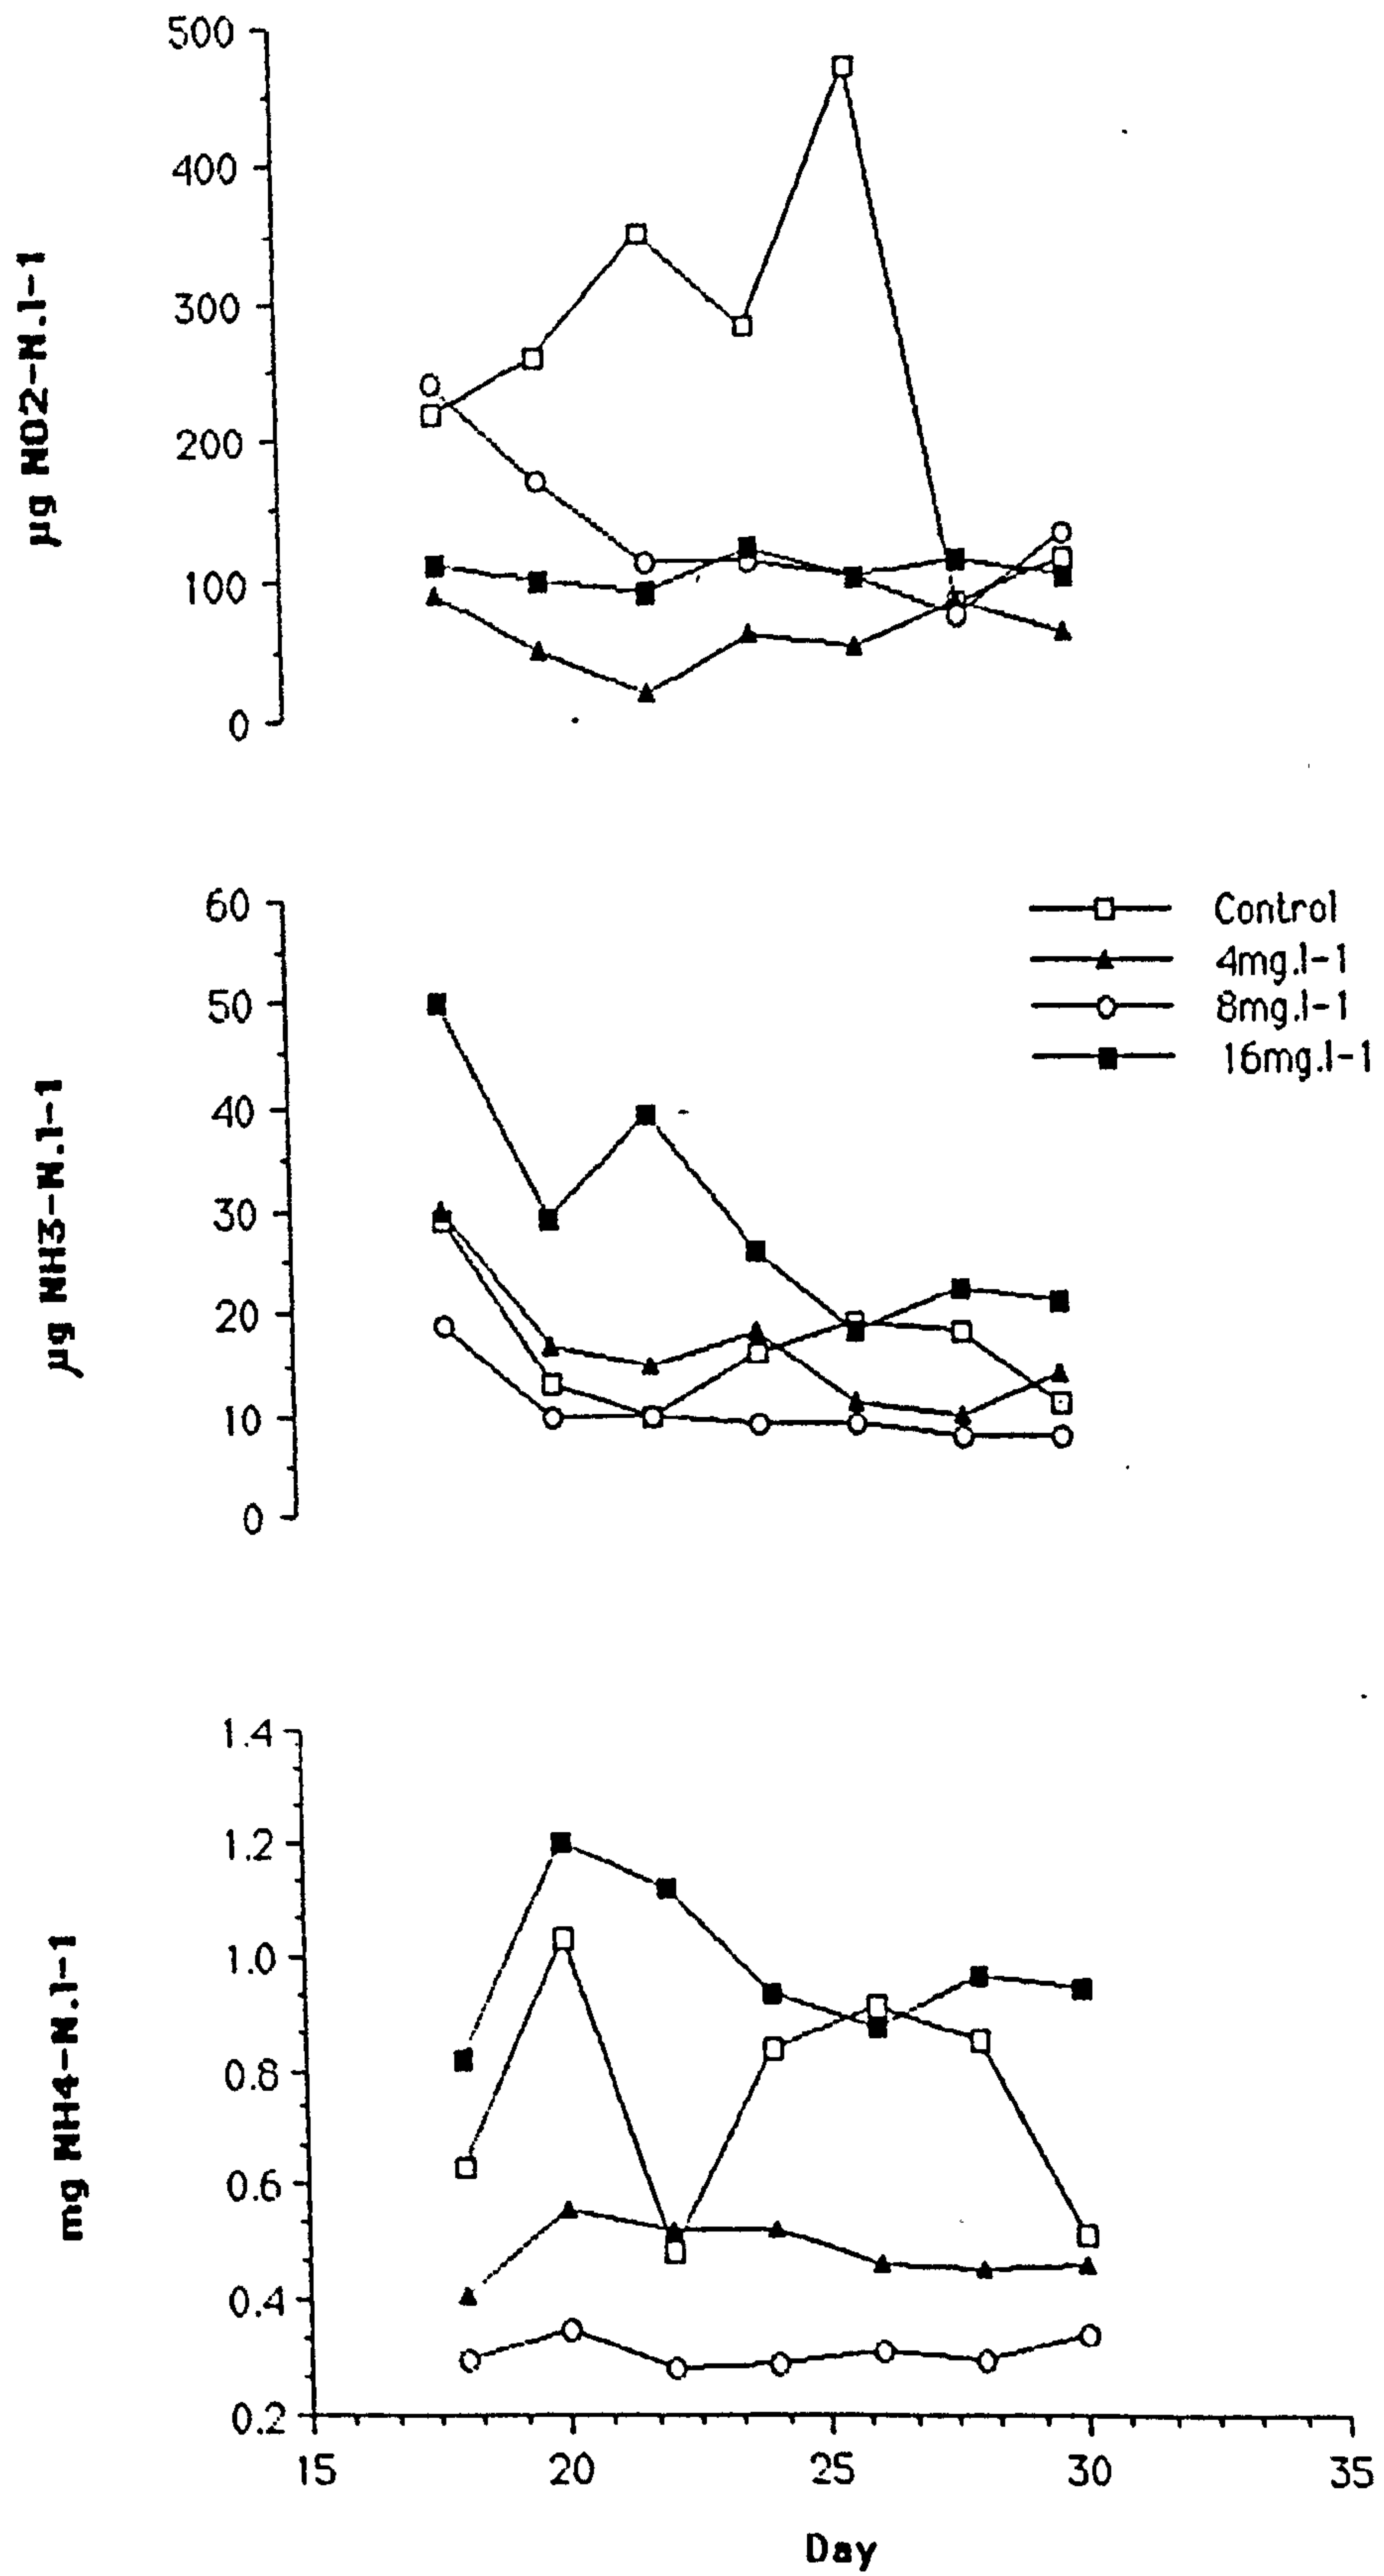 500
400
300
200
100
0
µg NO2-N.l-1
60
50
40
30
20
10
0
µg NH3-N.l-1
Control
4mg.l-1
8mg.l-1
16mg.l-1
1.4
1.2
1.0
0.8
0.6
0.4
0.2
mg NH4-N.l-1
15 20 25 30 35
Day